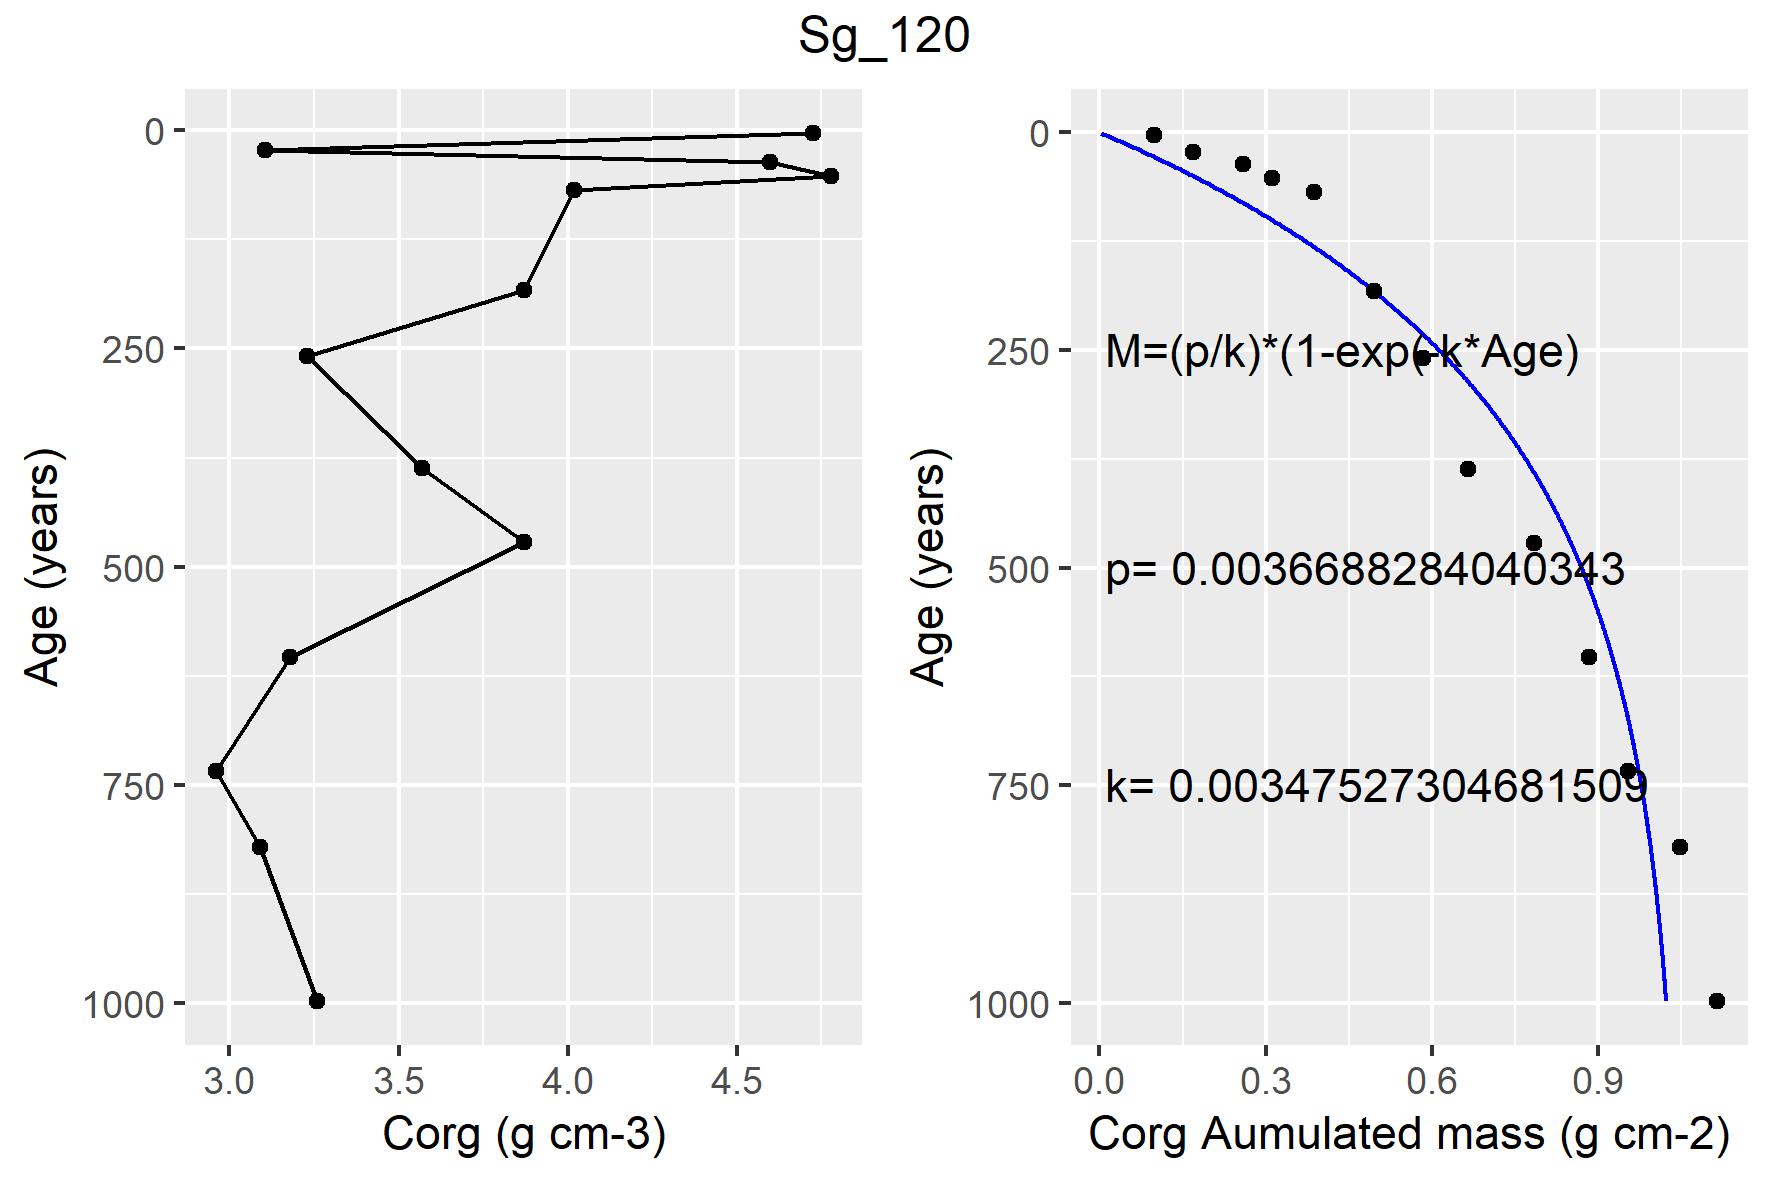 Sg_120
0
250
500
750
1000
3.0 3.5 4.0 4.5
Age (years)
Corg (g cm-3)
0
250
500
750
1000
0.0 0.3 0.6 0.9
Age (years)
Corg Aumulated mass (g cm-2)
M=(p/k)*(1-exp(-k*Age)
p= 0.0036688284040343
k= 0.00347527304681509